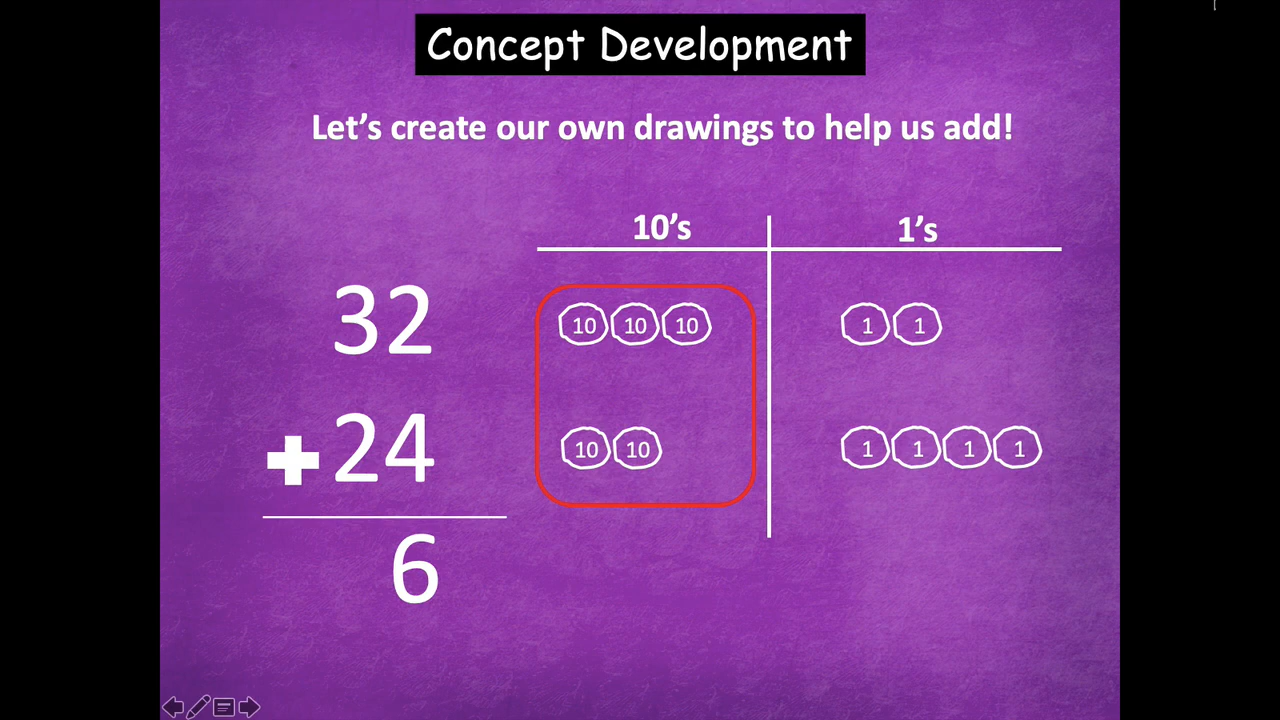 Concept Development
Let's create our own drawings to help us add!
10's 1's
32 10 10 10 1 1
+24 10 10 1 1 1 1
6